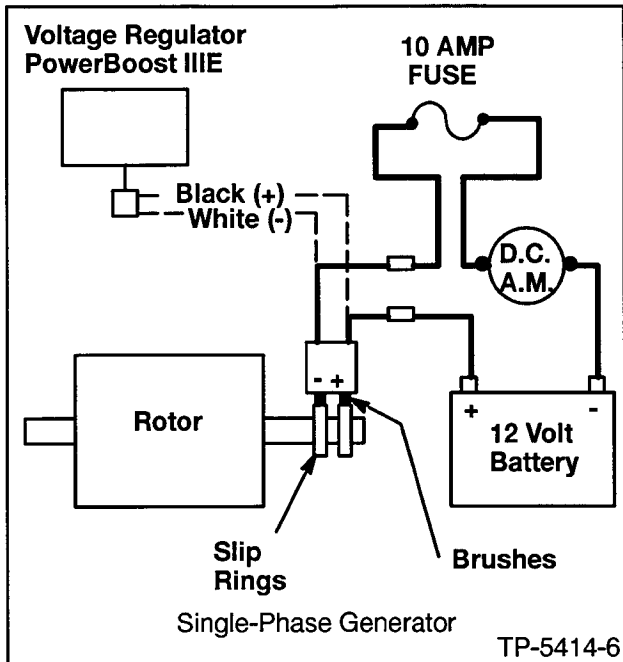 Voltage Regulator
PowerBoost IIIE
10 AMP
FUSE
Black (+)
White (-)
D.C.
A.M.
- +
+ -
12 Volt
Battery
Rotor
Slip
Rings
Brushes
Single-Phase Generator
TP-5414-6